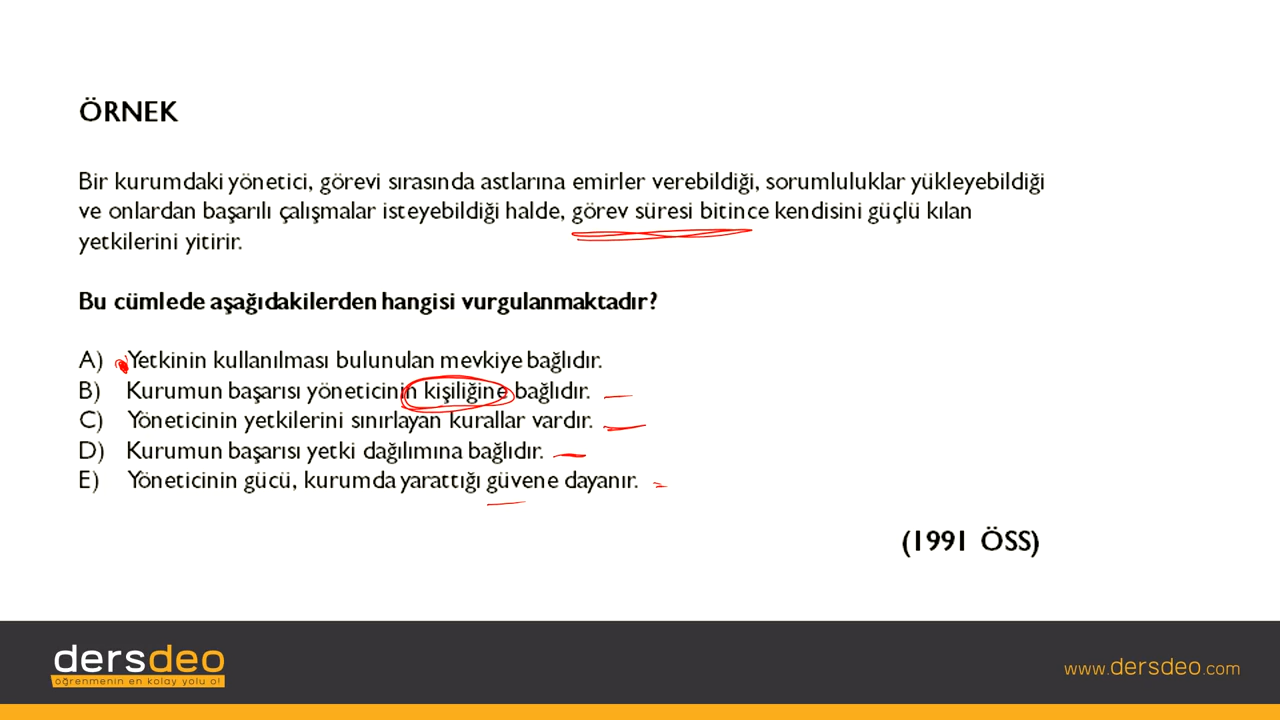 ÖRNEK
Bir kurumdaki yönetici, görevi sırasında astlarına emirler verebildiği, sorumluluklar yükleyebildiği
ve onlardan başarılı çalışmalar isteyebildiği halde, görev süresi bitince kendisini güçlü kılan
yetkilerini yitirir.
Bu cümlede aşağıdakilerden hangisi vurgulanmaktadır?
A) Yetkinin kullanılması bulunulan mevkiye bağlıdır.
B) Kurumun başarısı yöneticinin kişiliğine bağlıdır.
C) Yöneticinin yetkilerini sınırlayan kurallar vardır.
D) Kurumun başarısı yetki dağılımına bağlıdır.
E) Yöneticinin gücü, kurumda yarattığı güvene dayanır.
(1991 ÖSS)
dersdeo
öğrenmenin en kolay yolu o!
www.dersdeo.com